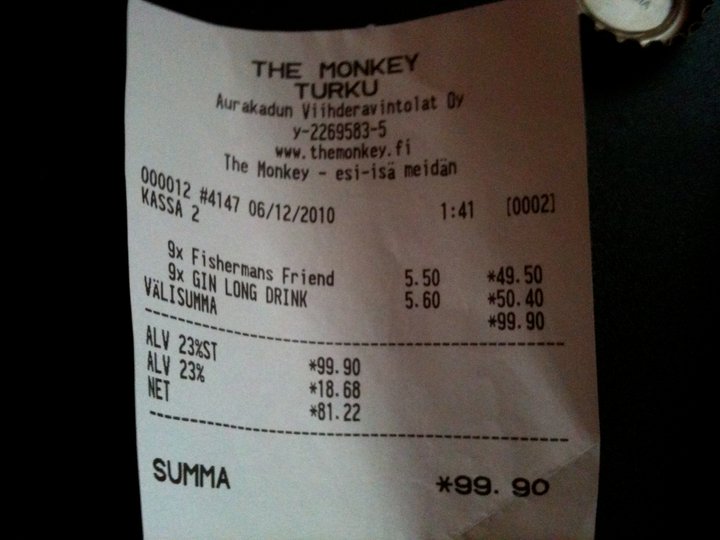 THE MONKEY
TURKU
Aurakadun Viihderavintolat Oy
y-2269583-5
www.themonkey.fi
The Monkey - esi-isä meidän
000012 #4147 06/12/2010 1:41 [0002]
KASSA 2
9x Fishermans Friend 5.50 *49.50
9x GIN LONG DRINK 5.60 *50.40
VÄLISUMMA *99.90
ALV 23%ST *99.90
ALV 23% *18.68
NET *81.22
SUMMA *99.90